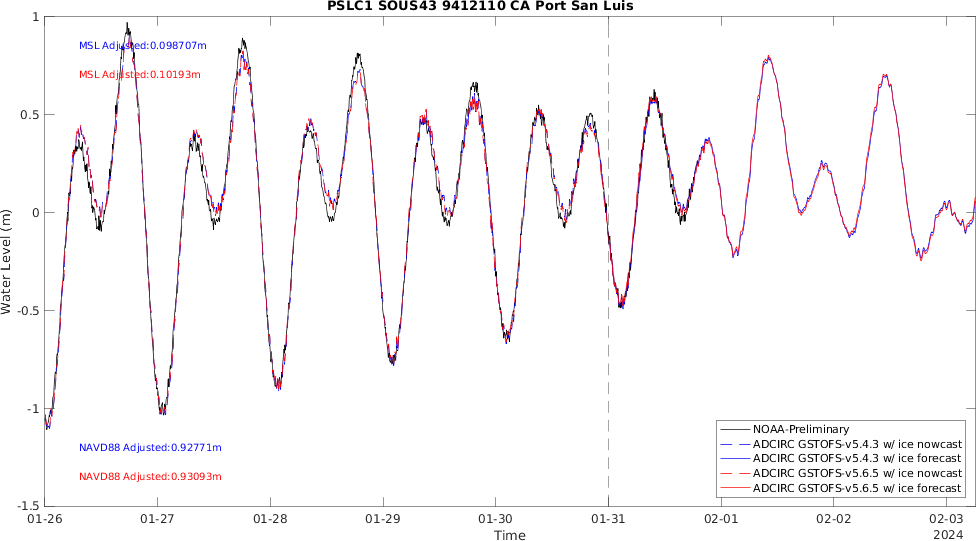 PSLC1 SOUS43 9412110 CA Port San Luis
1
MSL Adjusted:0.098707m
MSL Adjusted:0.10193m
0.5
0
Water Level (m)
-0.5
-1
NAVD88 Adjusted:0.92771m
NAVD88 Adjusted:0.93093m
-1.5
NOAA-Preliminary
ADCIRC GSTOFS-v5.4.3 w/ ice nowcast
ADCIRC GSTOFS-v5.4.3 w/ ice forecast
ADCIRC GSTOFS-v5.6.5 w/ ice nowcast
ADCIRC GSTOFS-v5.6.5 w/ ice forecast
01-26 01-27 01-28 01-29 01-30 01-31 02-01 02-02 02-03
Time
2024